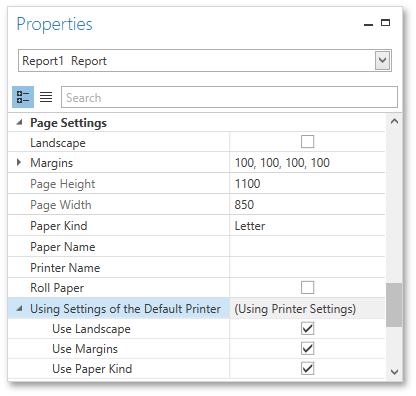 Properties
Report1 Report
Search
Page Settings
Landscape
Margins 100, 100, 100, 100
Page Height 1100
Page Width 850
Paper Kind Letter
Paper Name
Printer Name
Roll Paper
Using Settings of the Default Printer (Using Printer Settings)
Use Landscape
Use Margins
Use Paper Kind